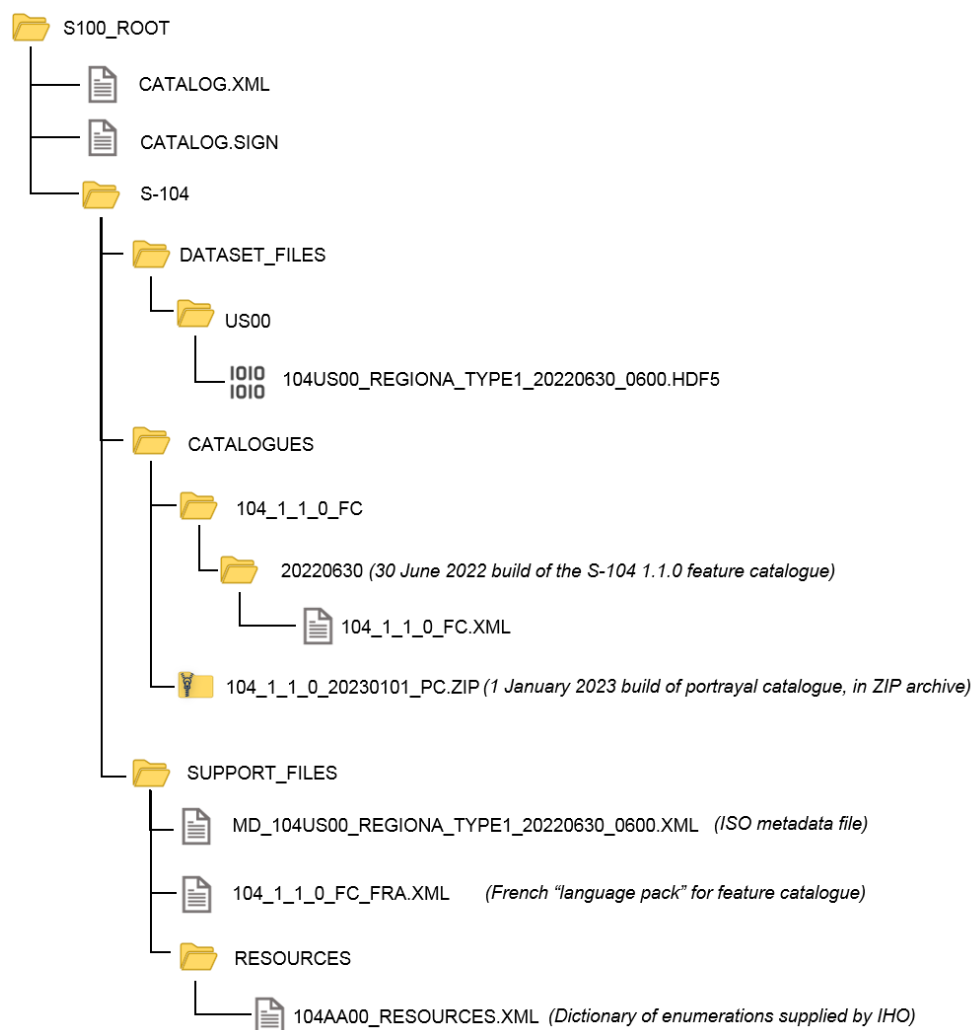 S100_ROOT
CATALOG.XML
CATALOG.SIGN
S-104
DATASET_FILES
US00
1010
1010
104US00_REGIONA_TYPE1_20220630_0600.HDF5
CATALOGUES
104_1_1_0_FC
20220630 (30 June 2022 build of the S-104 1.1.0 feature catalogue)
104_1_1_0_FC.XML
104_1_1_0_20230101_PC.ZIP (1 January 2023 build of portrayal catalogue, in ZIP archive)
SUPPORT_FILES
MD_104US00_REGIONA_TYPE1_20220630_0600.XML (ISO metadata file)
104_1_1_0_FC_FRA.XML (French “language pack” for feature catalogue)
RESOURCES
104AA00_RESOURCES.XML (Dictionary of enumerations supplied by IHO)